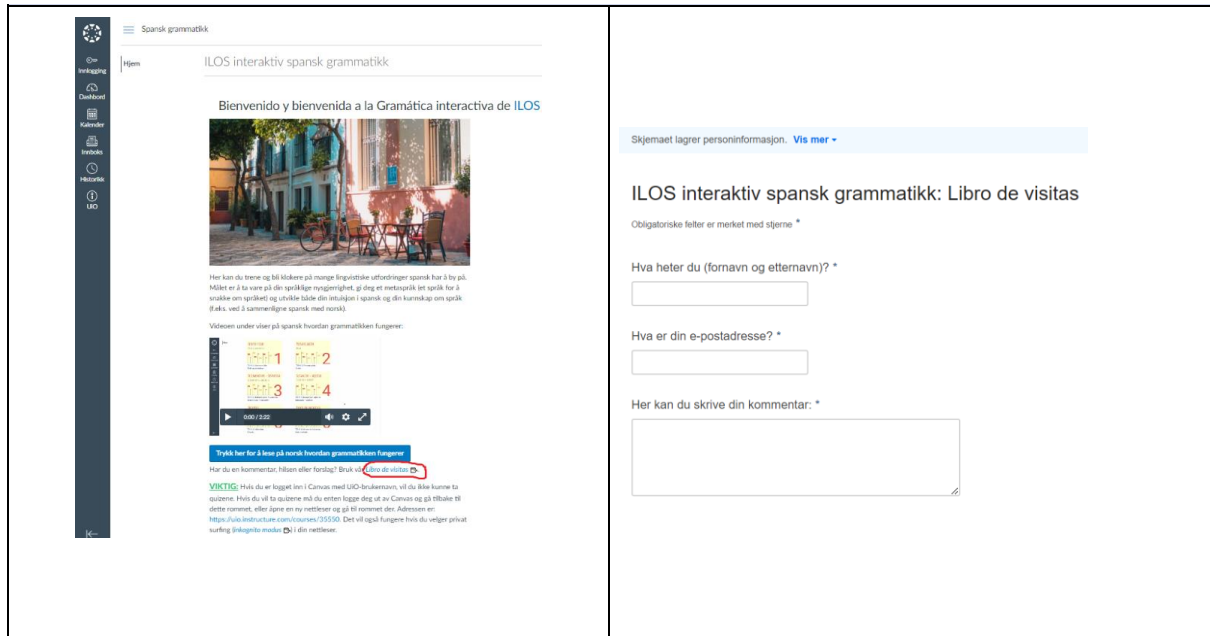 Spansk grammatikk
Innlogging
Dashbord
Kalender
Innboks
Historikk
UiO
Hjem
ILOS interaktiv spansk grammatikk
Bienvenido y bienvenida a la Gramática interactiva de ILOS
Her kan du trene og bli klokere på mange lingvistiske utfordringer spansk har å by på.
Målet er å ta vare på din språklige nysgjerrighet, gi deg et metaspråk (et språk for å
snakke om språket) og utvikle både din intuisjon i spansk og din kunnskap om språk
(f.eks. ved å sammenligne spansk med norsk).
Videoen under viser på spansk hvordan grammatikken fungerer:
1
2
3
4
0:00 / 2:22
Trykk her for å lese på norsk hvordan grammatikken fungerer
Har du en kommentar, hilsen eller forslag? Bruk vår Libro de visitas
VIKTIG: Hvis du er logget inn i Canvas med UiO-brukernavn, vil du ikke kunne ta
quizene. Hvis du vil ta quizene må du enten logge deg ut av Canvas og gå tilbake til
dette rommet, eller åpne en ny nettleser og gå til rommet der. Adressen er:
https://uio.instructure.com/courses/35550. Det vil også fungere hvis du velger privat
surfing (inkognito modus) i din nettleser.
Skjemaet lagrer personinformasjon. Vis mer
ILOS interaktiv spansk grammatikk: Libro de visitas
Obligatoriske felter er merket med stjerne *
Hva heter du (fornavn og etternavn)? *
Hva er din e-postadresse? *
Her kan du skrive din kommentar: *